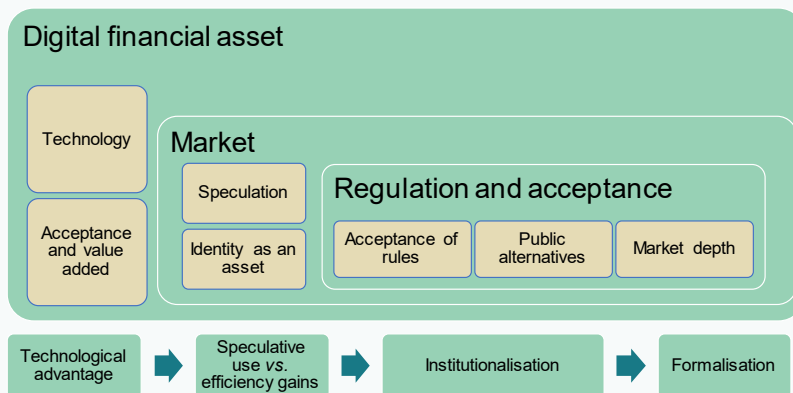 Digital financial asset
Technology
Acceptance
and value
added
Market
Speculation
Identity as an
asset
Regulation and acceptance
Acceptance of
rules
Public
alternatives
Market depth
Technological
advantage
Speculative
use vs.
efficiency gains
Institutionalisation
Formalisation